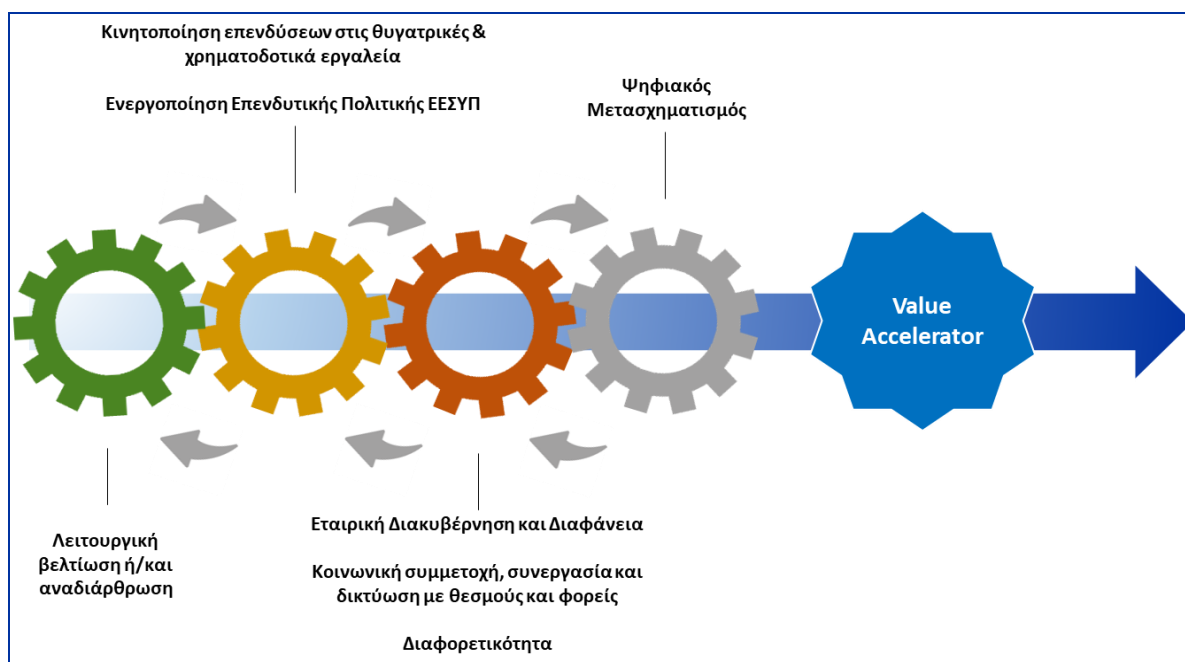 Κινητοποίηση επενδύσεων στις θυγατρικές &
χρηματοδοτικά εργαλεία
Ενεργοποίηση Επενδυτικής Πολιτικής ΕΕΣΥΠ
Ψηφιακός
Μετασχηματισμός
Value
Accelerator
Λειτουργική
βελτίωση ή/και
αναδιάρθρωση
Εταιρική Διακυβέρνηση και Διαφάνεια
Κοινωνική συμμετοχή, συνεργασία και
δικτύωση με θεσμούς και φορείς
Διαφορετικότητα